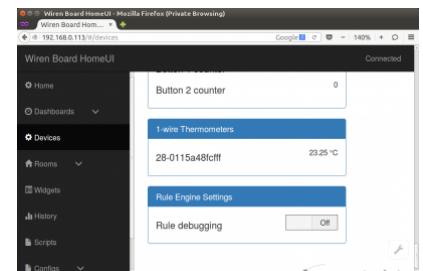 Wiren Board HomeUI - Mozilla Firefox (Private Browsing)
Wiren Board Hom...
192.168.0.113/#/devices
Google
140%
Wiren Board HomeUI
Connected
Home
Button 2 counter
0
Dashboards
Devices
1-wire Thermometers
Rooms
28-0115a48fcfff
23.25 °C
Widgets
Rule Engine Settings
History
Rule debugging
Off
Scripts
Configs